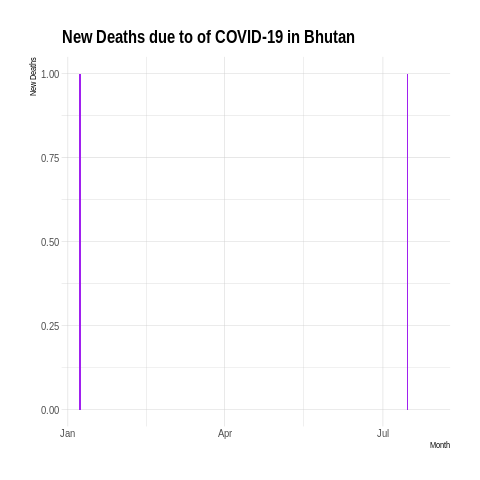 New Deaths due to of COVID-19 in Bhutan
New Deaths
1.00
0.75
0.50
0.25
0.00
Jan Apr Jul
Month